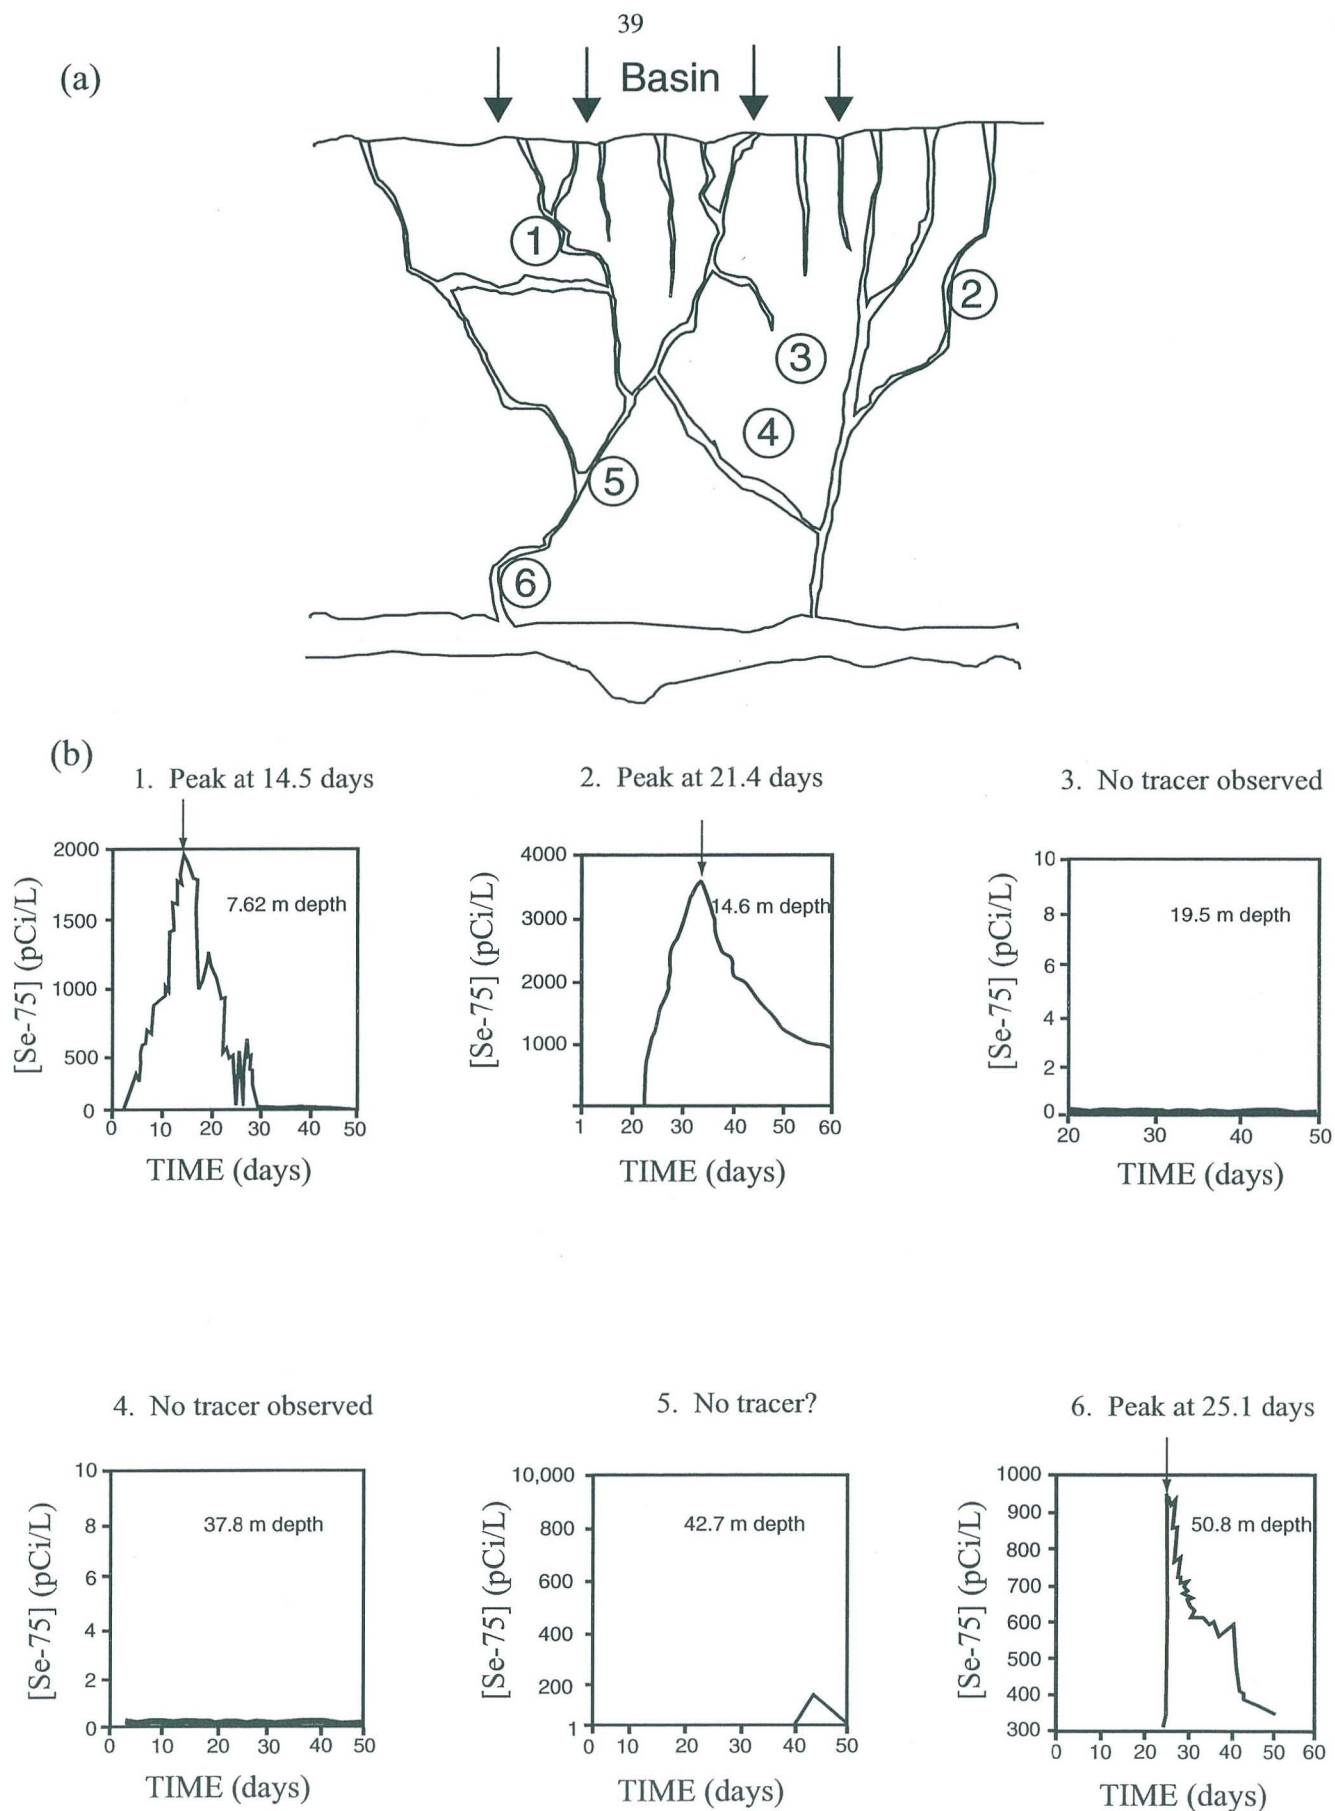 39
(a)
Basin
1
2
3
4
5
6
(b)
1. Peak at 14.5 days
2. Peak at 21.4 days
3. No tracer observed
[Se-75] (pCi/L)
2000
1500
1000
500
0
7.62 m depth
0 10 20 30 40 50
TIME (days)
[Se-75] (pCi/L)
4000
3000
2000
1000
14.6 m depth
1 20 30 40 50 60
TIME (days)
[Se-75] (pCi/L)
10
8
6
4
2
0
19.5 m depth
20 30 40 50
TIME (days)
4. No tracer observed
5. No tracer?
6. Peak at 25.1 days
[Se-75] (pCi/L)
10
8
6
4
2
0
37.8 m depth
0 10 20 30 40 50
TIME (days)
[Se-75] (pCi/L)
10,000
800
600
400
200
1
42.7 m depth
0 10 20 30 40 50
TIME (days)
[Se-75] (pCi/L)
1000
900
800
700
600
500
400
300
50.8 m depth
0 10 20 30 40 50 60
TIME (days)